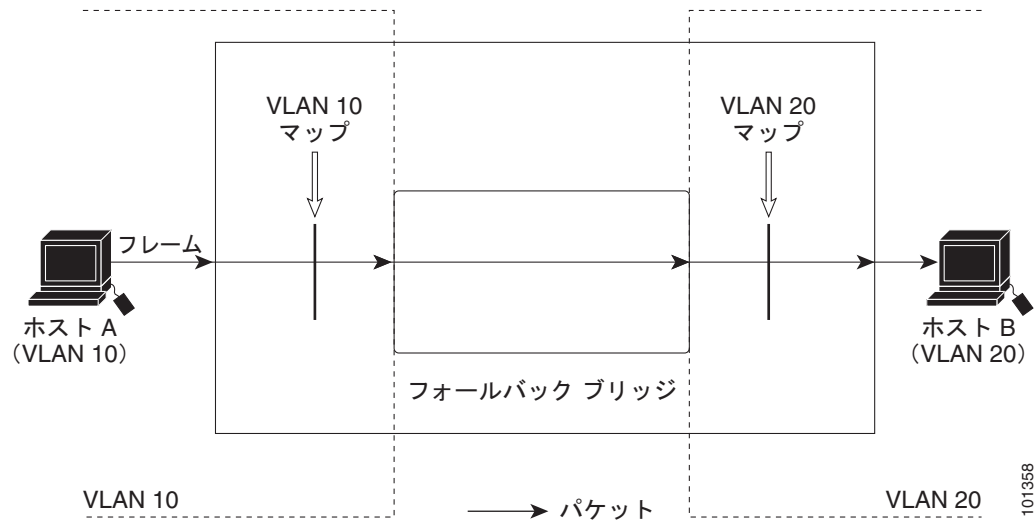 VLAN 10
マップ
VLAN 20
マップ
フレーム
ホスト A
(VLAN 10)
ホスト B
(VLAN 20)
フォールバック ブリッジ
VLAN 10
パケット
VLAN 20
101358